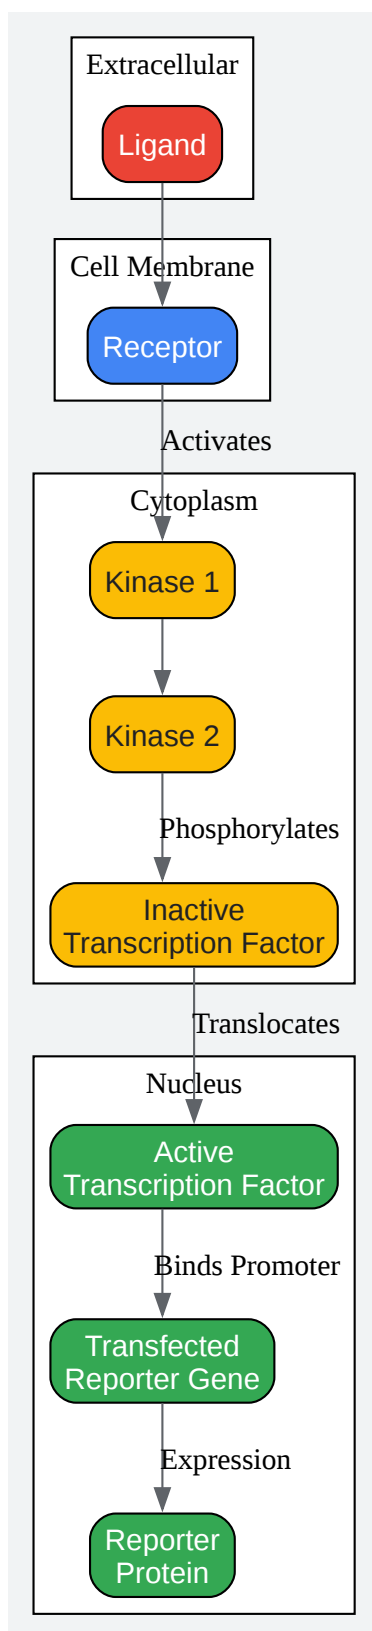 Extracellular
Ligand
Cell Membrane
Receptor
Activates
Cytoplasm
Kinase 1
Kinase 2
Phosphorylates
Inactive
Transcription Factor
Translocates
Nucleus
Active
Transcription Factor
Binds Promoter
Transfected
Reporter Gene
Expression
Reporter
Protein